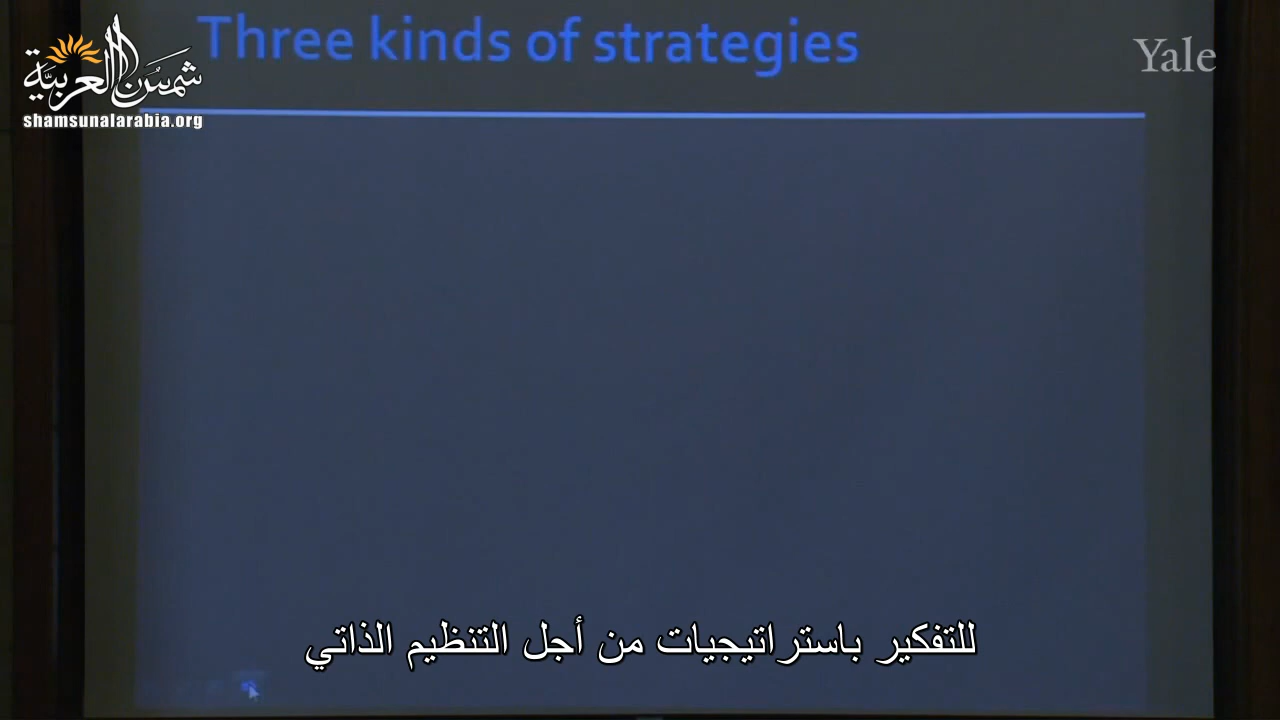 Three kinds of strategies
Yale
شمس العربية
shamsunalarabia.org
للتفكير باستراتيجيات من أجل التنظيم الذاتي